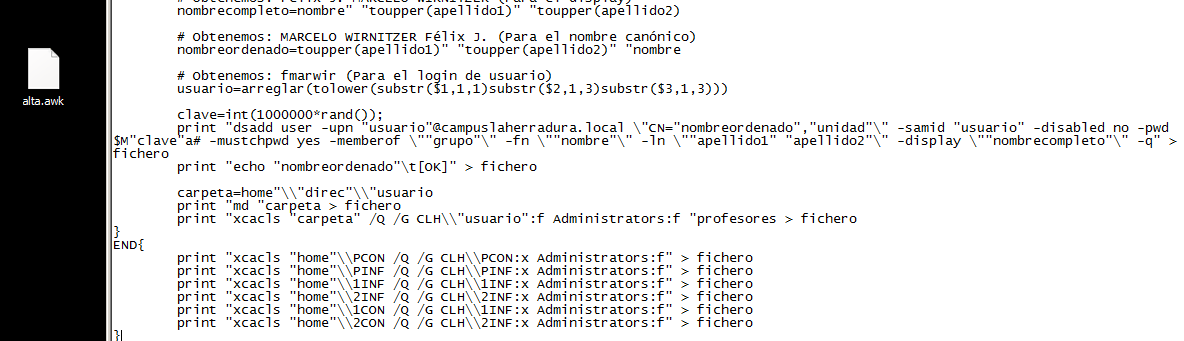 # Obtenemos: Félix J. MARCELO WIRNITZER (Para el display)
nombrecompleto=nombre" "toupper(apellido1)" "toupper(apellido2)
# Obtenemos: MARCELO WIRNITZER Félix J. (Para el nombre canónico)
nombreordenado=toupper(apellido1)" "toupper(apellido2)" "nombre
# Obtenemos: fmarwir (Para el login de usuario)
usuario=arreglar(tolower(substr($1,1,1)substr($2,1,3)substr($3,1,3)))
clave=int(1000000*rand());
print "dsadd user -upn "usuario"@campuslaherradura.local \"CN="nombreordenado","unidad"\" -samid "usuario" -disabled no -pwd
$M"clave"a# -mustchpwd yes -memberof \""grupo"\" -fn \""nombre"\" -ln \""apellido1" "apellido2"\" -display \""nombrecompleto"\" -q" >
fichero
print "echo "nombreordenado"\t[OK]" > fichero
carpeta=home"\\"direc"\\"usuario
print "md "carpeta > fichero
print "xcacls "carpeta" /Q /G CLH\\"usuario":f Administrators:f "profesores > fichero
}
END{
print "xcacls "home"\\PCON /Q /G CLH\\PCON:x Administrators:f" > fichero
print "xcacls "home"\\PINF /Q /G CLH\\PINF:x Administrators:f" > fichero
print "xcacls "home"\\1INF /Q /G CLH\\1INF:x Administrators:f" > fichero
print "xcacls "home"\\2INF /Q /G CLH\\2INF:x Administrators:f" > fichero
print "xcacls "home"\\1CON /Q /G CLH\\1INF:x Administrators:f" > fichero
print "xcacls "home"\\2CON /Q /G CLH\\2INF:x Administrators:f" > fichero
}
alta.awk